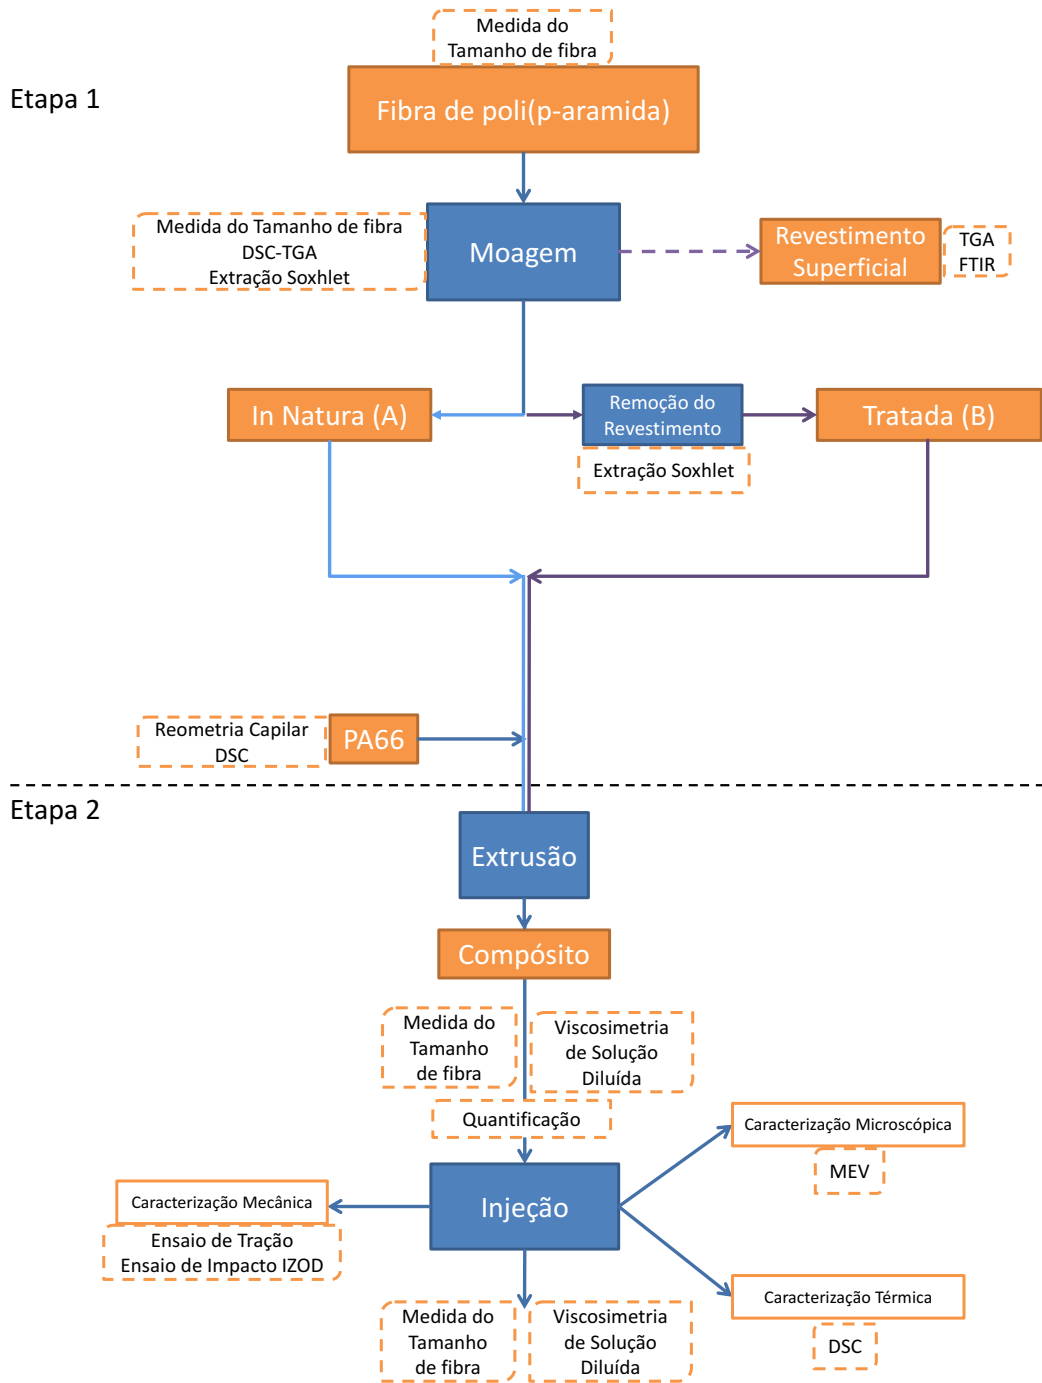 Medida do
Tamanho de fibra
Etapa 1
Fibra de poli(p-aramida)
Medida do Tamanho de fibra
DSC-TGA
Extração Soxhlet
Moagem
Revestimento
Superficial
TGA
FTIR
In Natura (A)
Remoção do
Revestimento
Tratada (B)
Extração Soxhlet
Reometria Capilar
DSC
PA66
Etapa 2
Extrusão
Compósito
Medida do
Tamanho
de fibra
Viscosimetria
de Solução
Diluída
Quantificação
Caracterização Microscópica
MEV
Caracterização Mecânica
Ensaio de Tração
Ensaio de Impacto IZOD
Injeção
Caracterização Térmica
DSC
Medida do
Tamanho
de fibra
Viscosimetria
de Solução
Diluída